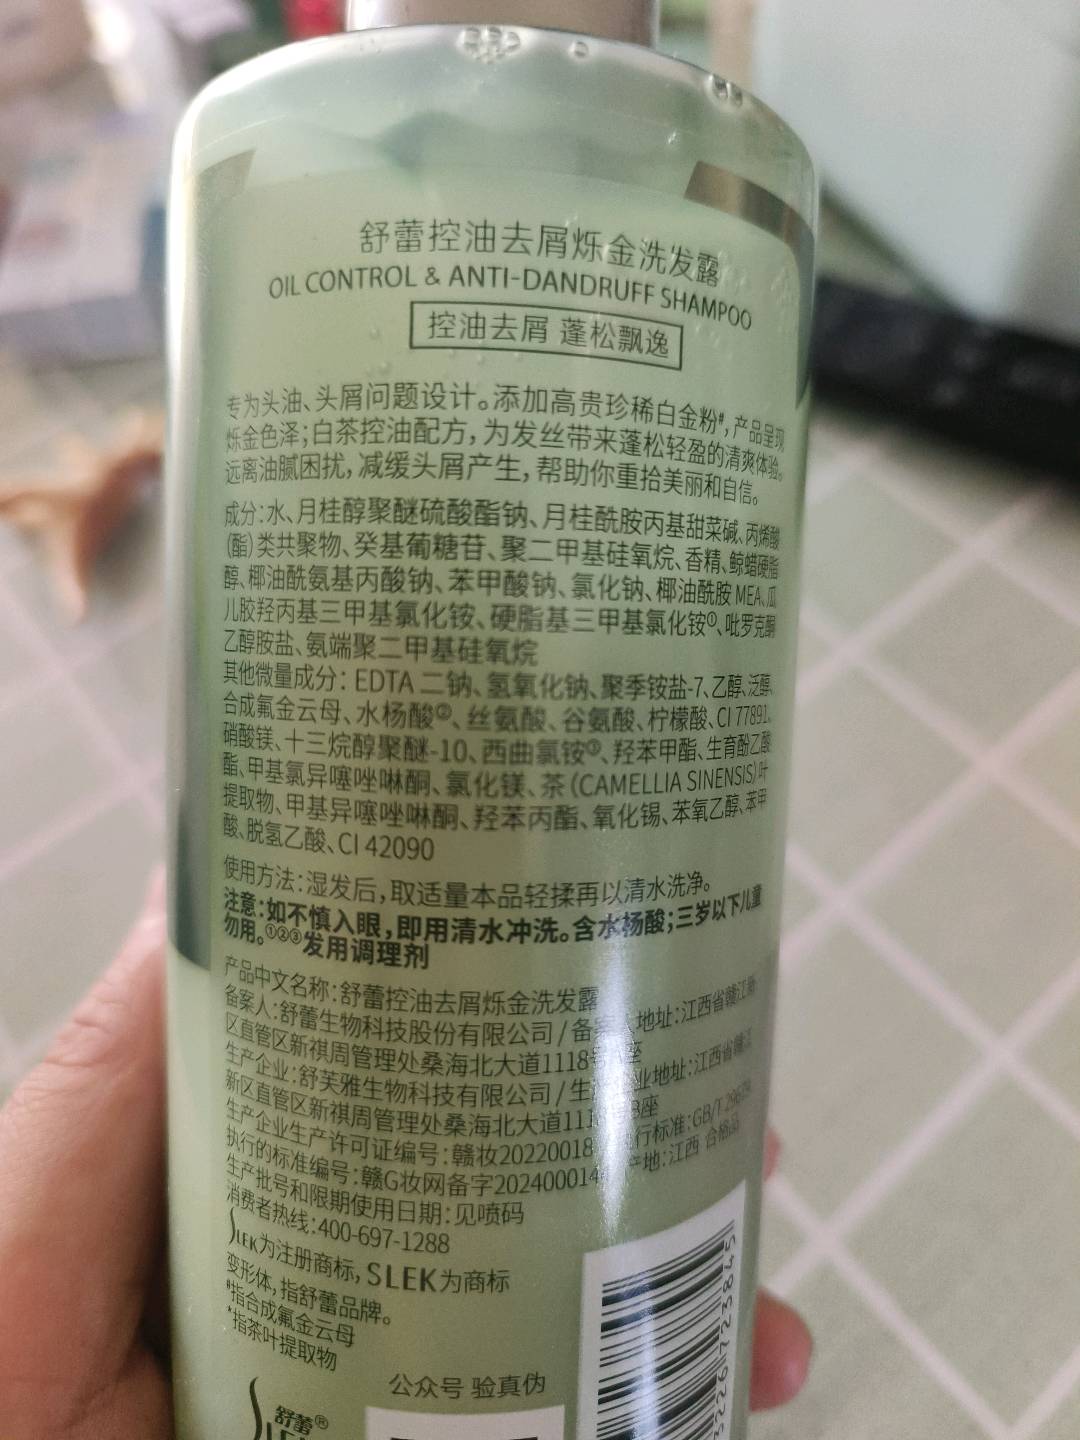 舒蕾控油去屑烁金洗发露
OIL CONTROL & ANTI-DANDRUFF SHAMPOO
控油去屑 蓬松飘逸
专为头油、头屑问题设计。添加高贵珍稀白金粉#,产品呈现
烁金色泽;白茶控油配方,为发丝带来蓬松轻盈的清爽体验。
远离油腻困扰,减缓头屑产生,帮助你重拾美丽和自信。
成分:水、月桂醇聚醚硫酸酯钠、月桂酰胺丙基甜菜碱、丙烯酸
(酯)类共聚物、癸基葡糖苷、聚二甲基硅氧烷、香精、鲸蜡硬脂
醇、椰油酰氨基丙酸钠、苯甲酸钠、氯化钠、椰油酰胺 MEA、瓜
儿胶羟丙基三甲基氯化铵、硬脂基三甲基氯化铵①、吡罗克酮
乙醇胺盐、氨端聚二甲基硅氧烷
其他微量成分:EDTA 二钠、氢氧化钠、聚季铵盐-7、乙醇、泛醇、
合成氟金云母、水杨酸②、丝氨酸、谷氨酸、柠檬酸、CI 77891、
硝酸镁、十三烷醇聚醚-10、西曲氯铵③、羟苯甲酯、生育酚乙酸
酯、甲基氯异噻唑啉酮、氯化镁、茶(CAMELLIA SINENSIS)叶
提取物、甲基异噻唑啉酮、羟苯丙酯、氧化锡、苯氧乙醇、苯甲
酸、脱氢乙酸、CI 42090
使用方法:湿发后,取适量本品轻揉再以清水洗净。
注意:如不慎入眼,即用清水冲洗。含水杨酸;三岁以下儿童
勿用。①②③发用调理剂
产品中文名称:舒蕾控油去屑烁金洗发露
备案人:舒蕾生物科技股份有限公司/备案 地址:江西省赣江新
区直管区新祺周管理处桑海北大道1118号 座
生产企业:舒芙雅生物科技有限公司/生 业地址:江西省赣江
新区直管区新祺周管理处桑海北大道111 B座
生产企业生产许可证编号:赣妆20220018 行标准:GB/T 29679
执行的标准编号:赣G妆网备字202400014 产地:江西 合格品
生产批号和限期使用日期:见喷码
消费者热线:400-697-1288
SLEK为注册商标,SLEK为商标
变形体,指舒蕾品牌。
#指合成氟金云母
*指茶叶提取物
公众号 验真伪
舒蕾®